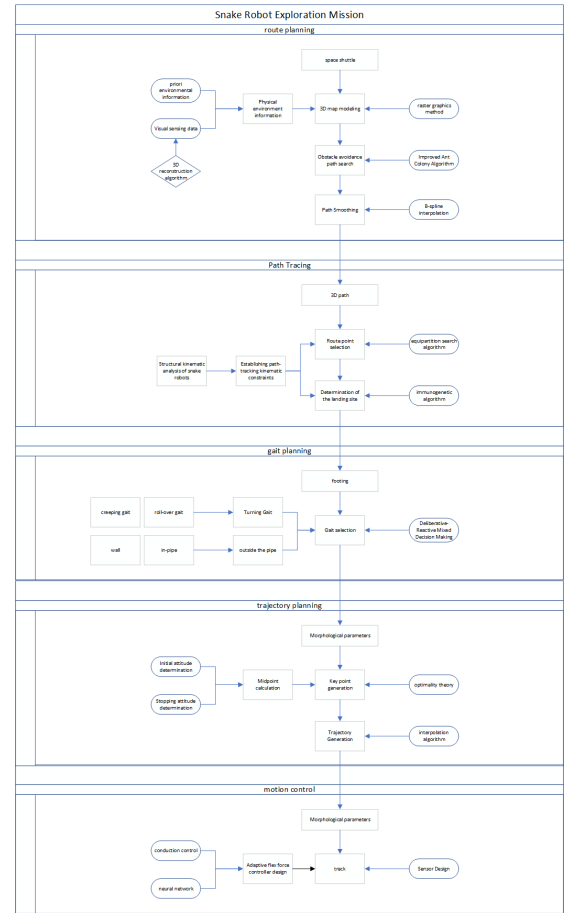 Snake Robot Exploration Mission
route planning
space shuttle
priori
environmental
information
Visual sensing data
3D
reconstruction
algorithm
Physical
environment
information
3D map modeling
raster graphics
method
Obstacle avoidance
path search
Improved Ant
Colony Algorithm
Path Smoothing
B-spline
interpolation
Path Tracing
3D path
Route point
selection
equipartition search
algorithm
Structural kinematic
analysis of snake
robots
Establishing path-
tracking kinematic
constraints
Determination of
the landing site
immunogenetic
algorithm
gait planning
footing
creeping gait
roll-over gait
Turning Gait
Gait selection
Deliberative-
Reactive Mixed
Decision Making
wall
in-pipe
outside the pipe
trajectory planning
Morphological parameters
Initial attitude
determination
Stopping attitude
determination
Midpoint
calculation
Key point
generation
optimality theory
Trajectory
Generation
interpolation
algorithm
motion control
Morphological parameters
conduction control
neural network
Adaptive flex force
controller design
track
Sensor Design